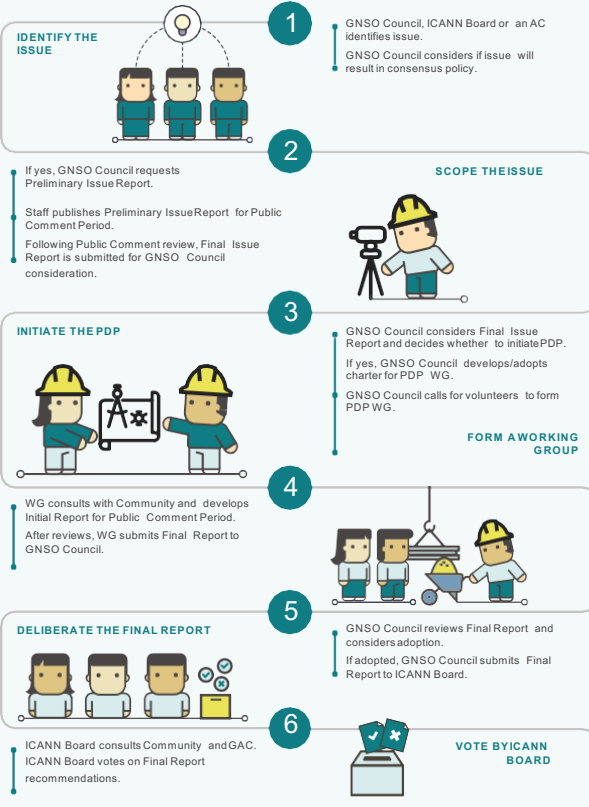 1
IDENTIFY THE
ISSUE
GNSO Council, ICANN Board or an AC
identifies issue.
GNSO Council considers if issue will
result in consensus policy.
2
If yes, GNSO Council requests
Preliminary Issue Report.
Staff publishes Preliminary Issue Report for Public
Comment Period.
Following Public Comment review, Final Issue
Report is submitted for GNSO Council
consideration.
SCOPE THE ISSUE
3
INITIATE THE PDP
GNSO Council considers Final Issue
Report and decides whether to initiate PDP.
If yes, GNSO Council develops/adopts
charter for PDP WG.
GNSO Council calls for volunteers to form
PDP WG.
FORM A WORKING
GROUP
4
WG consults with Community and develops
Initial Report for Public Comment Period.
After reviews, WG submits Final Report to
GNSO Council.
5
DELIBERATE THE FINAL REPORT
GNSO Council reviews Final Report and
considers adoption.
If adopted, GNSO Council submits Final
Report to ICANN Board.
6
ICANN Board consults Community and GAC.
ICANN Board votes on Final Report
recommendations.
VOTE BY ICANN
BOARD